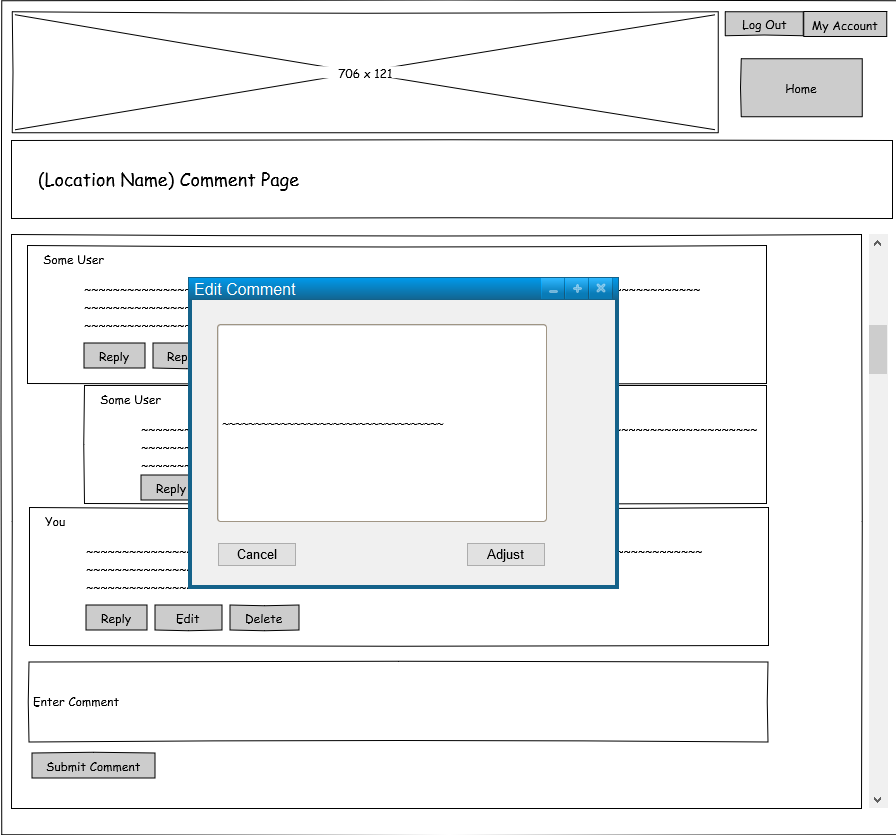 706 x 121
Log Out
My Account
Home
(Location Name) Comment Page
Some User
Reply
Rep
Edit Comment
Some User
Reply
Cancel
Adjust
You
Reply
Edit
Delete
Enter Comment
Submit Comment